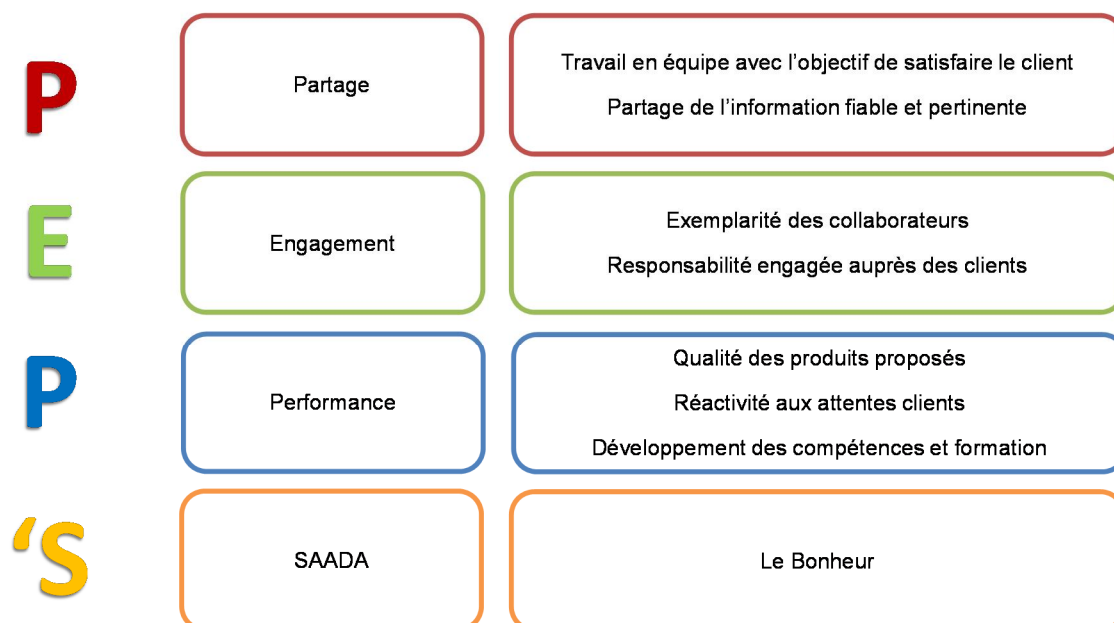 P
Partage
Travail en équipe avec l'objectif de satisfaire le client
Partage de l'information fiable et pertinente
E
Engagement
Exemplarité des collaborateurs
Responsabilité engagée auprès des clients
P
Performance
Qualité des produits proposés
Réactivité aux attentes clients
Développement des compétences et formation
‘S
SAADA
Le Bonheur